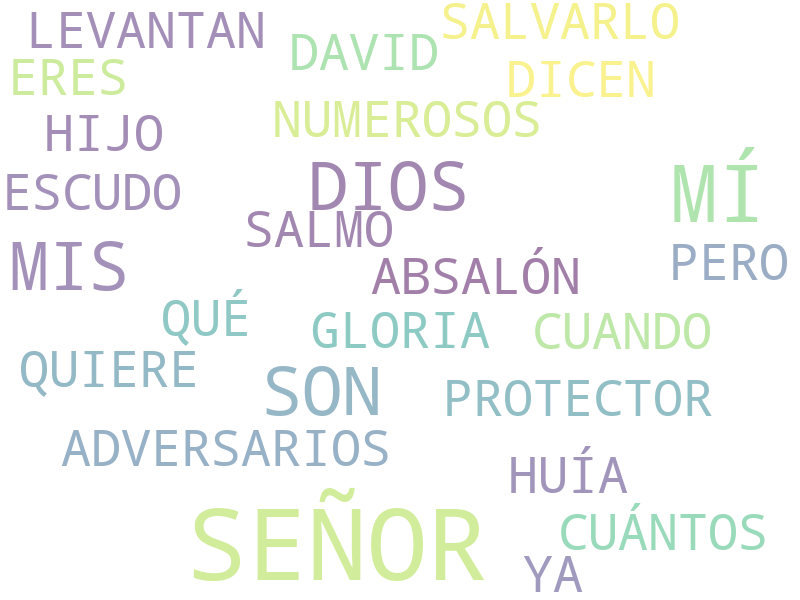 LEVANTAN
SALVARLO
DAVID
ERES
DICEN
NUMEROSOS
HIJO
DIOS
ESCUDO
MÍ
SALMO
MIS
PERO
ABSALÓN
QUÉ
GLORIA
CUANDO
QUIERE
SON
PROTECTOR
ADVERSARIOS
HUÍA
SEÑOR
CUÁNTOS
YA